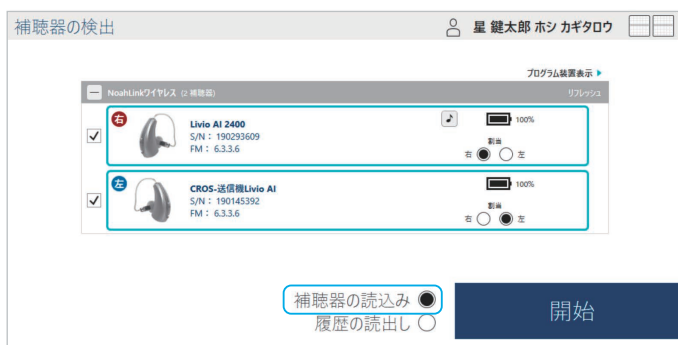 補聴器の検出
星 鍵太郎 ホシ カギタロウ
プログラム装置表示
NoahLinkワイヤレス (2 補聴器)
リフレッシュ
右
Livio AI 2400
S/N： 190293609
FM： 6.3.3.6
100%
割当
右 左
左
CROS-送信機Livio AI
S/N： 190145392
FM： 6.3.3.6
100%
割当
右 左
補聴器の読込み
履歴の読出し
開始